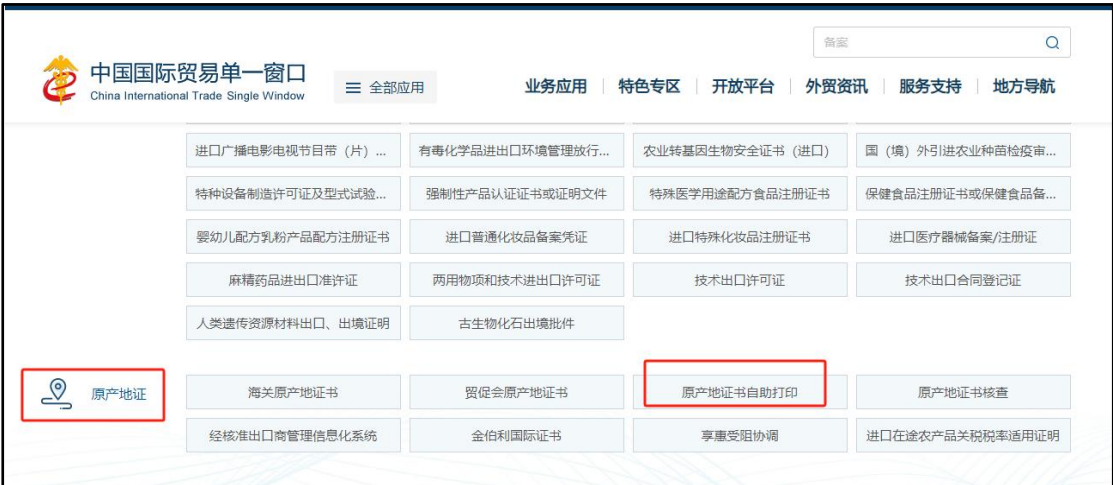 备案
中国国际贸易单一窗口
China International Trade Single Window
全部应用
业务应用
特色专区
开放平台
外贸资讯
服务支持
地方导航
进口广播电影电视节目带（片）...
有毒化学品进出口环境管理放行...
农业转基因生物安全证书（进口）
国（境）外引进农业种苗检疫审...
特种设备制造许可证及型式试验...
强制性产品认证证书或证明文件
特殊医学用途配方食品注册证书
保健食品注册证书或保健食品备...
婴幼儿配方乳粉产品配方注册证书
进口普通化妆品备案凭证
进口特殊化妆品注册证书
进口医疗器械备案/注册证
麻精药品进出口准许证
两用物项和技术进出口许可证
技术出口许可证
技术出口合同登记证
人类遗传资源材料出口、出境证明
古生物化石出境批件
原产地证
海关原产地证书
贸促会原产地证书
原产地证书自助打印
原产地证书核查
经核准出口商管理信息化系统
金伯利国际证书
享惠受阻协调
进口在途农产品关税税率适用证明